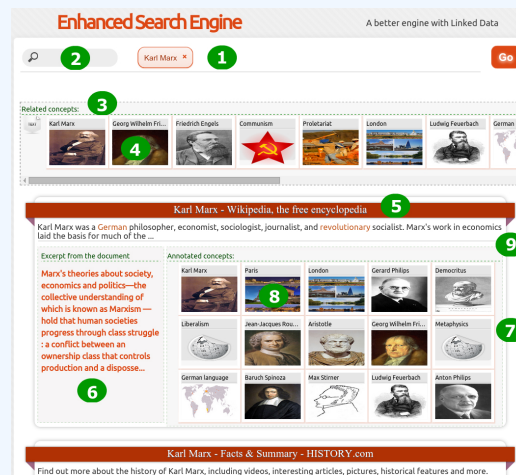 Enhanced Search Engine
A better engine with Linked Data
2
Karl Marx ×
1
Go
3
Related concepts:
Karl Marx
Georg Wilhelm Fri...
Friedrich Engels
Communism
Proletariat
London
Ludwig Feuerbach
German
4
Karl Marx - Wikipedia, the free encyclopedia
5
Karl Marx was a German philosopher, economist, sociologist, journalist, and revolutionary socialist. Marx's work in economics
laid the basis for much of the ...
9
Excerpt from the document
Marx's theories about society,
economics and politics—the
collective understanding of
which is known as Marxism —
hold that human societies
progress through class struggle
: a conflict between an
ownership class that controls
production and a disposse...
6
Annotated concepts:
Karl Marx
Paris
London
Gerard Philips
Democritus
8
Liberalism
Jean-Jacques Rou...
Aristotle
Georg Wilhelm Fri...
Metaphysics
7
German language
Baruch Spinoza
Max Stirner
Ludwig Feuerbach
Anton Philips
Karl Marx - Facts & Summary - HISTORY.com
Find out more about the history of Karl Marx, including videos, interesting articles, pictures, historical features and more.